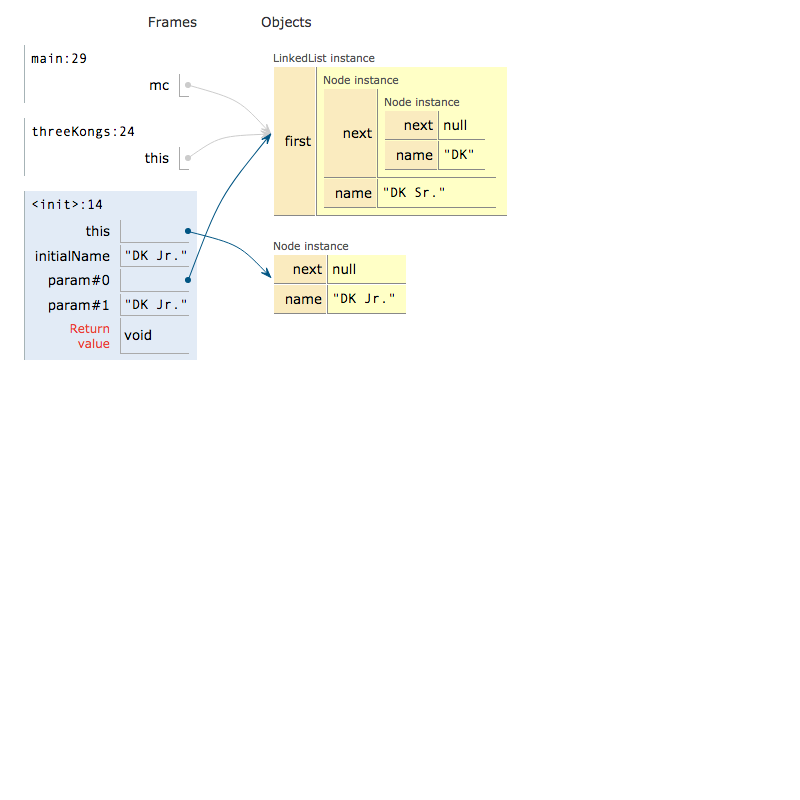 Frames
Objects
main:29
mc
threeKongs:24
this
<init>:14
this
initialName "DK Jr."
param#0
param#1 "DK Jr."
Return
value
void
LinkedList instance
first
Node instance
next
Node instance
next null
name "DK"
name "DK Sr."
Node instance
next null
name "DK Jr."